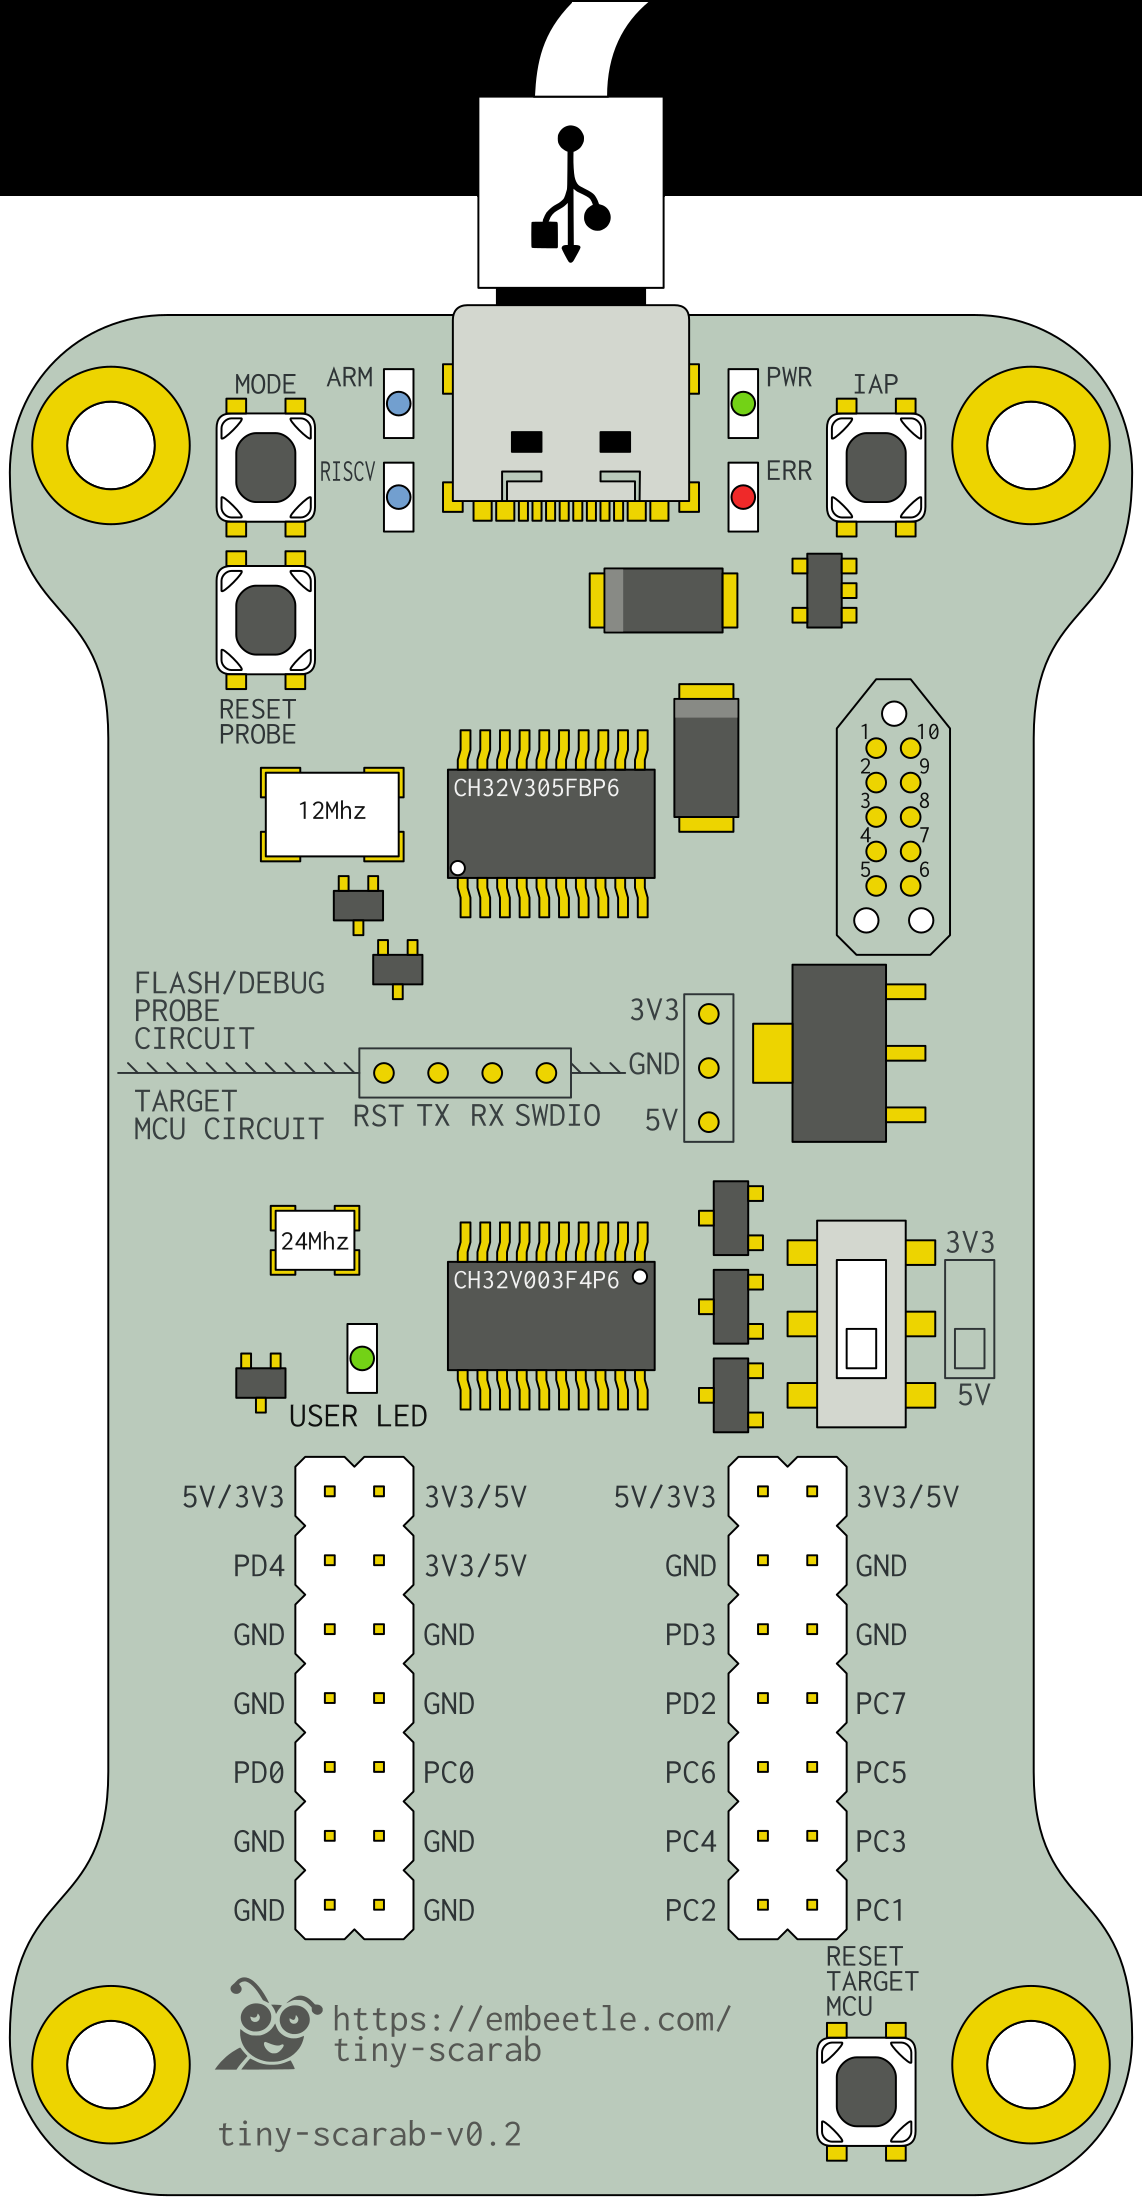 MODE
ARM
PWR
IAP
RISCV
ERR
RESET
PROBE
12Mhz
CH32V305FBP6
1 10
2 9
3 8
4 7
5 6
FLASH/DEBUG
PROBE
CIRCUIT
TARGET
MCU CIRCUIT
RST TX RX SWDIO
3V3
GND
5V
24Mhz
CH32V003F4P6
3V3
5V
USER LED
5V/3V3 3V3/5V
PD4 3V3/5V
GND GND
GND GND
PD0 PC0
GND GND
GND GND
5V/3V3 3V3/5V
GND GND
PD3 GND
PD2 PC7
PC6 PC5
PC4 PC3
PC2 PC1
RESET
TARGET
MCU
https://embeetle.com/
tiny-scarab
tiny-scarab-v0.2